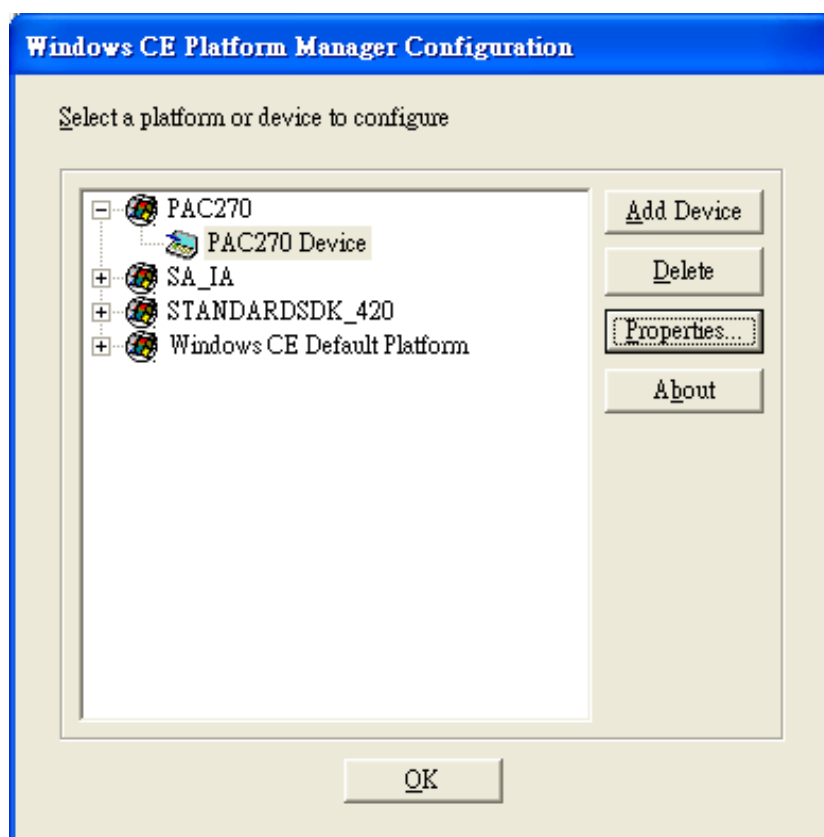 Windows CE Platform Manager Configuration
Select a platform or device to configure
PAC270
PAC270 Device
SA_IA
STANDARDSDK_420
Windows CE Default Platform
Add Device
Delete
Properties...
About
OK